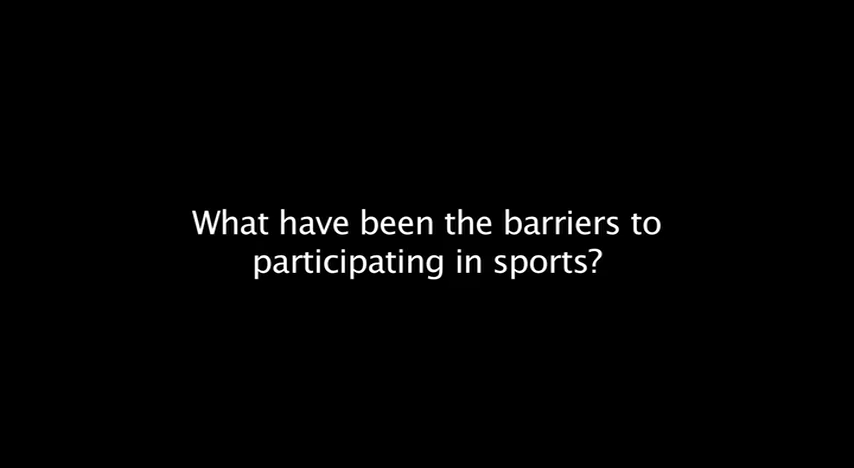 What have been the barriers to
participating in sports?